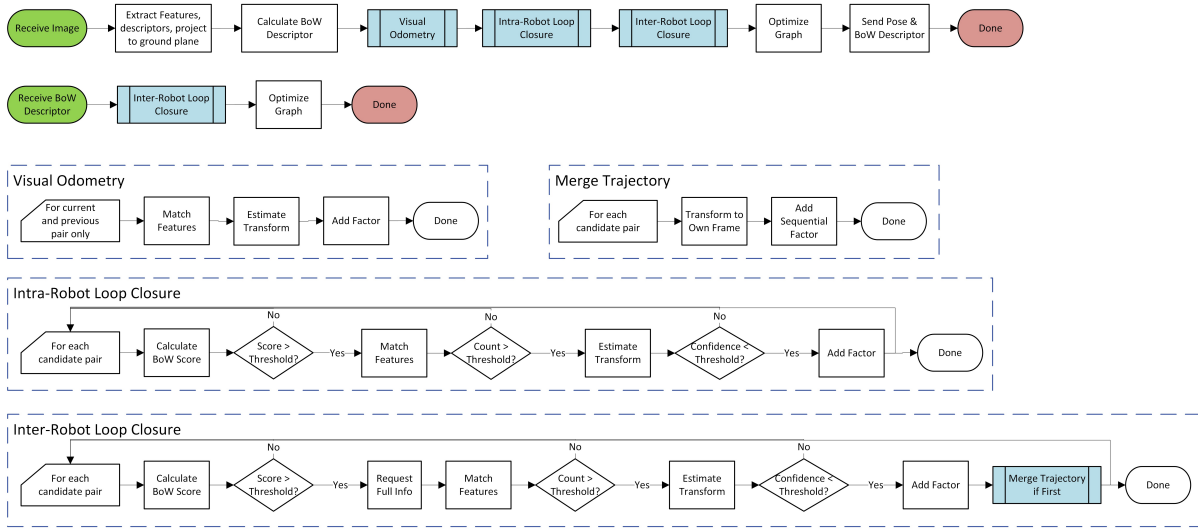 Receive Image
Extract Features,
descriptors, project
to ground plane
Calculate BoW
Descriptor
Visual
Odometry
Intra-Robot Loop
Closure
Inter-Robot Loop
Closure
Optimize
Graph
Send Pose &
BoW Descriptor
Done
Receive BoW
Descriptor
Inter-Robot Loop
Closure
Optimize
Graph
Done
Visual Odometry
For current
and previous
pair only
Match
Features
Estimate
Transform
Add Factor
Done
Merge Trajectory
For each
candidate pair
Transform to
Own Frame
Add
Sequential
Factor
Done
Intra-Robot Loop Closure
For each
candidate pair
Calculate
BoW Score
Score >
Threshold?
No
Yes
Match
Features
Count >
Threshold?
No
Yes
Estimate
Transform
Confidence <
Threshold?
No
Yes
Add Factor
Done
Inter-Robot Loop Closure
For each
candidate pair
Calculate
BoW Score
Score >
Threshold?
No
Yes
Request
Full Info
Match
Features
Count >
Threshold?
No
Yes
Estimate
Transform
Confidence <
Threshold?
No
Yes
Add Factor
Merge Trajectory
if First
Done